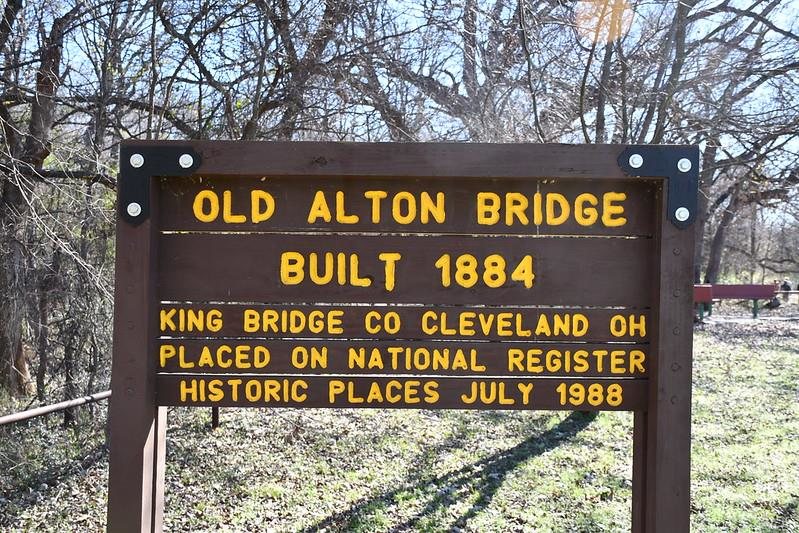 OLD ALTON BRIDGE
BUILT 1884
KING BRIDGE CO CLEVELAND OH
PLACED ON NATIONAL REGISTER
HISTORIC PLACES JULY 1988